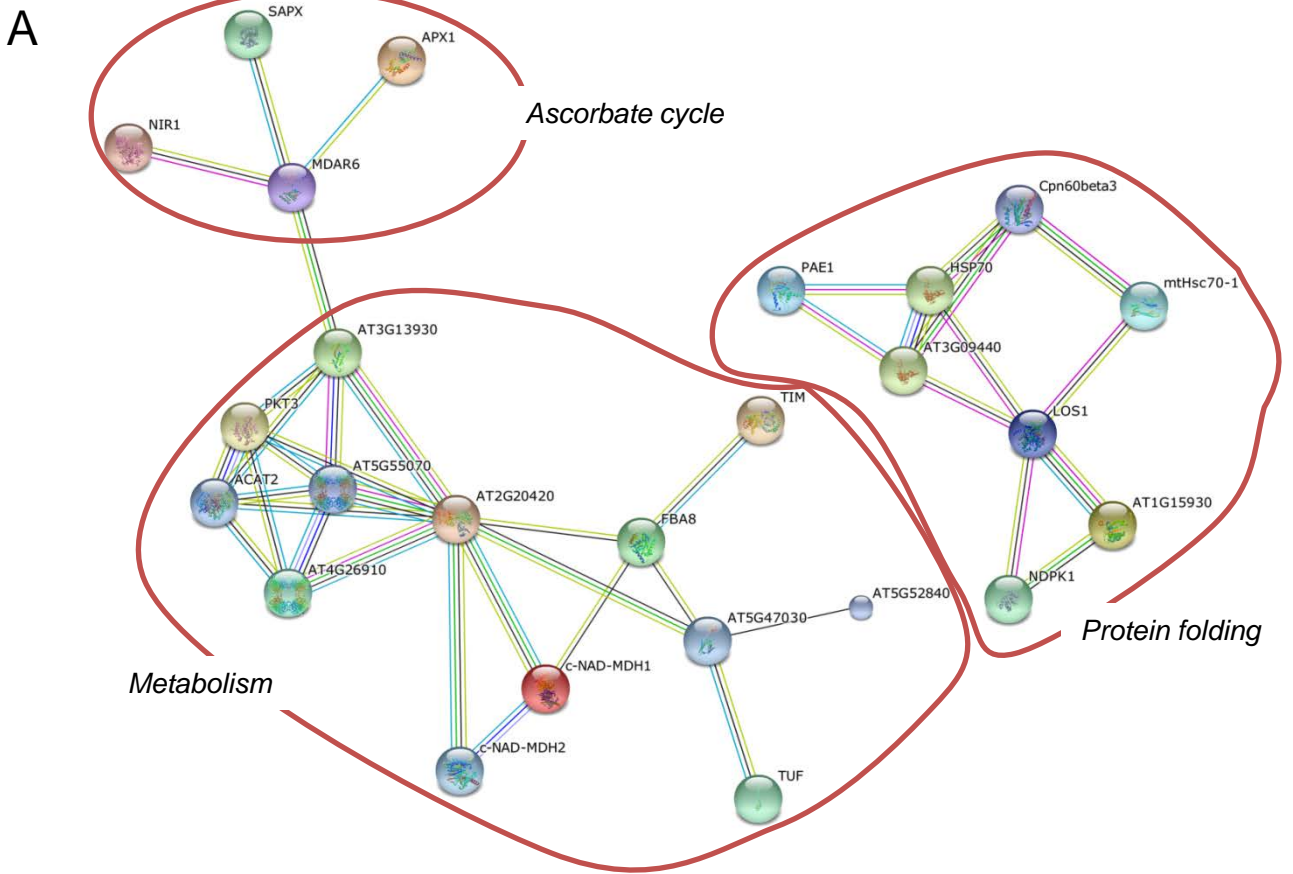 A
SAPX
APX1
Ascorbate cycle
NIR1
MDAR6
Cpn60beta3
PAE1
HSP70
mtHsc70-1
AT3G13930
AT3G09440
PKT3
TIM
LOS1
ACAT2
AT5G55070
AT2G20420
FBA8
AT1G15930
AT4G26910
NDPK1
AT5G52840
AT5G47030
Protein folding
c-NAD-MDH1
Metabolism
c-NAD-MDH2
TUF